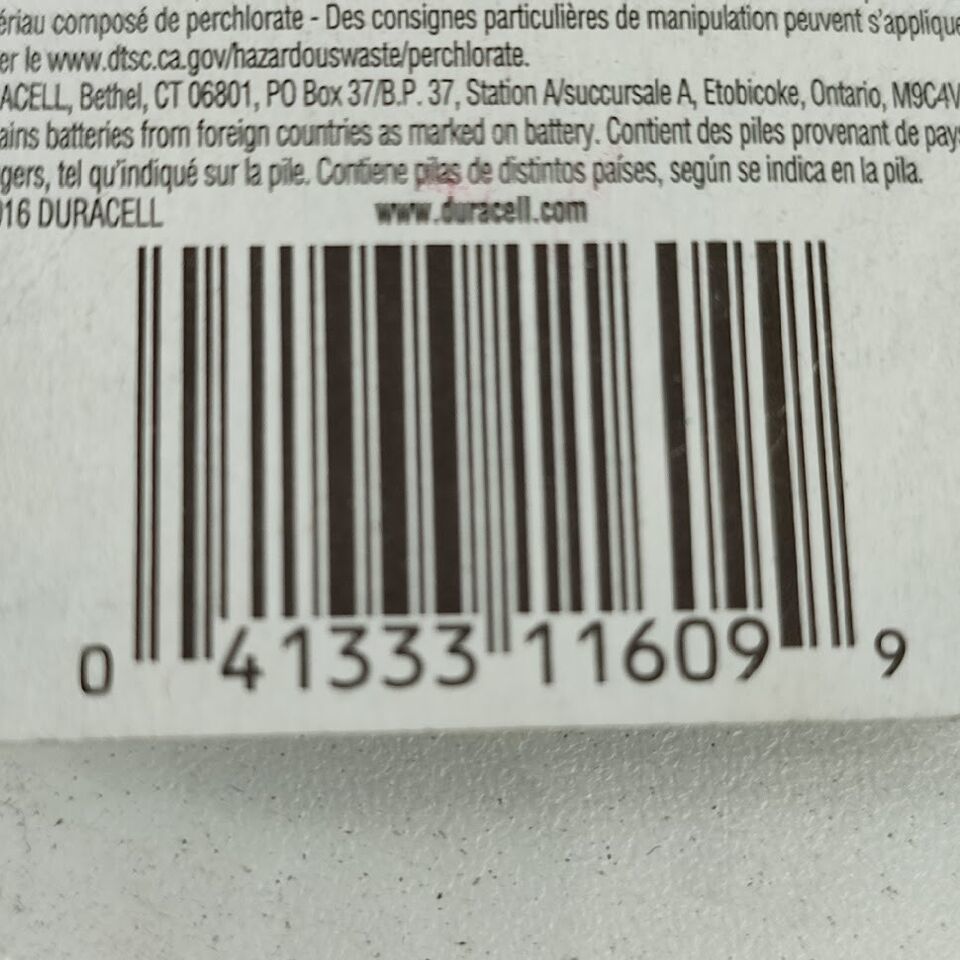 ériau composé de perchlorate - Des consignes particulières de manipulation peuvent s'applique
er le www.dtsc.ca.gov/hazardouswaste/perchlorate.
ACELL, Bethel, CT 06801, PO Box 37/B.P. 37, Station A/succursale A, Etobicoke, Ontario, M9C4V
ains batteries from foreign countries as marked on battery. Contient des piles provenant de pays
gers, tel qu'indiqué sur la pile. Contiene pilas de distintos países, según se indica en la pila.
016 DURACELL www.duracell.com
0 41333 11609 9